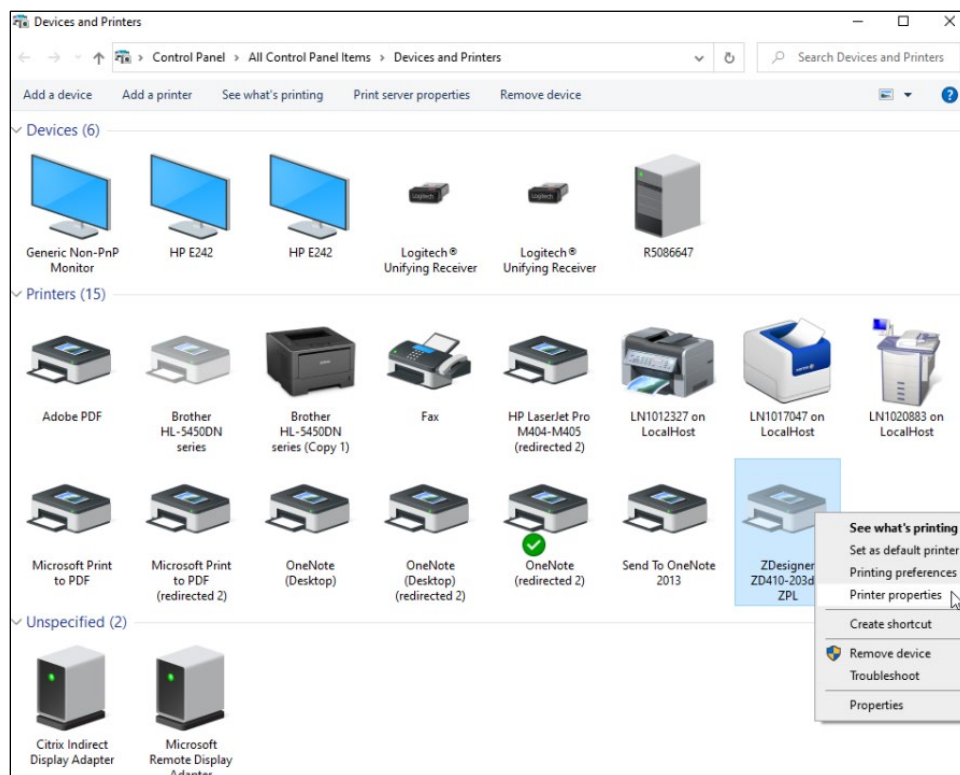 Devices and Printers
Control Panel > All Control Panel Items > Devices and Printers
Search Devices and Printers
Add a device
Add a printer
See what's printing
Print server properties
Remove device
Devices (6)
Generic Non-PnP
Monitor
HP E242
HP E242
Logitech®
Unifying Receiver
Logitech®
Unifying Receiver
R5086647
Printers (15)
Adobe PDF
Brother
HL-5450DN
series
Brother
HL-5450DN
series (Copy 1)
Fax
HP LaserJet Pro
M404-M405
(redirected 2)
LN1012327 on
LocalHost
LN1017047 on
LocalHost
LN1020883 on
LocalHost
Microsoft Print
to PDF
Microsoft Print
to PDF
(redirected 2)
OneNote
(Desktop)
OneNote
(Desktop)
(redirected 2)
OneNote
(redirected 2)
Send To OneNote
2013
ZDesigner
ZD410-203d
ZPL
See what's printing
Set as default printer
Printing preferences
Printer properties
Create shortcut
Remove device
Troubleshoot
Properties
Unspecified (2)
Citrix Indirect
Display Adapter
Microsoft
Remote Display
Adapter
Logitech
Logitech